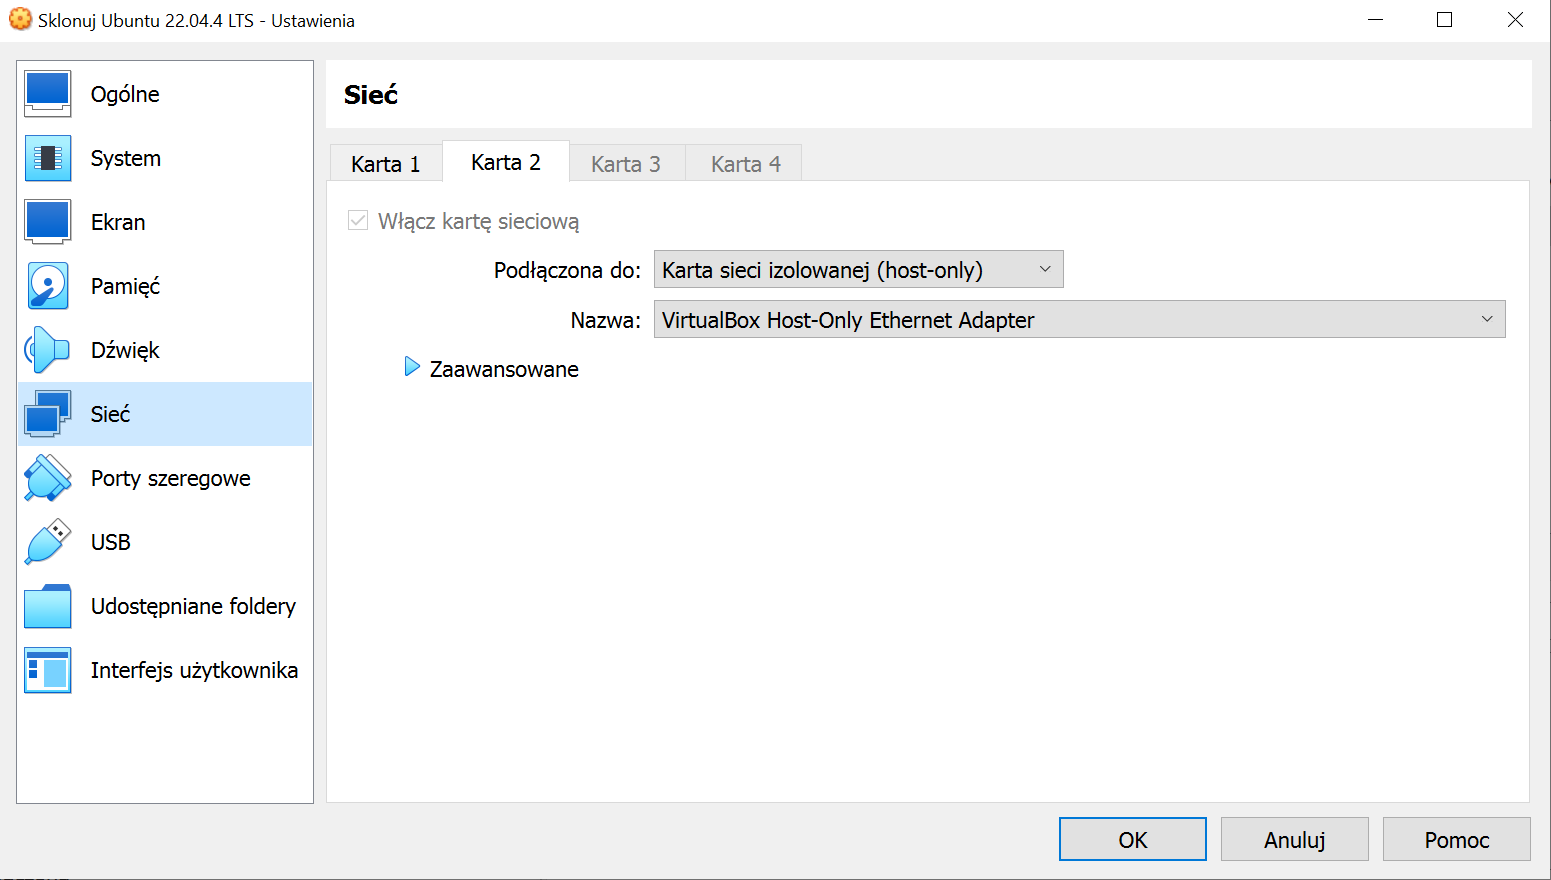 Sklonuj Ubuntu 22.04.4 LTS - Ustawienia
Ogólne
System
Ekran
Pamięć
Dźwięk
Sieć
Porty szeregowe
USB
Udostępniane foldery
Interfejs użytkownika
Sieć
Karta 1
Karta 2
Karta 3
Karta 4
Włącz kartę sieciową
Podłączona do: Karta sieci izolowanej (host-only)
Nazwa: VirtualBox Host-Only Ethernet Adapter
Zaawansowane
OK
Anuluj
Pomoc